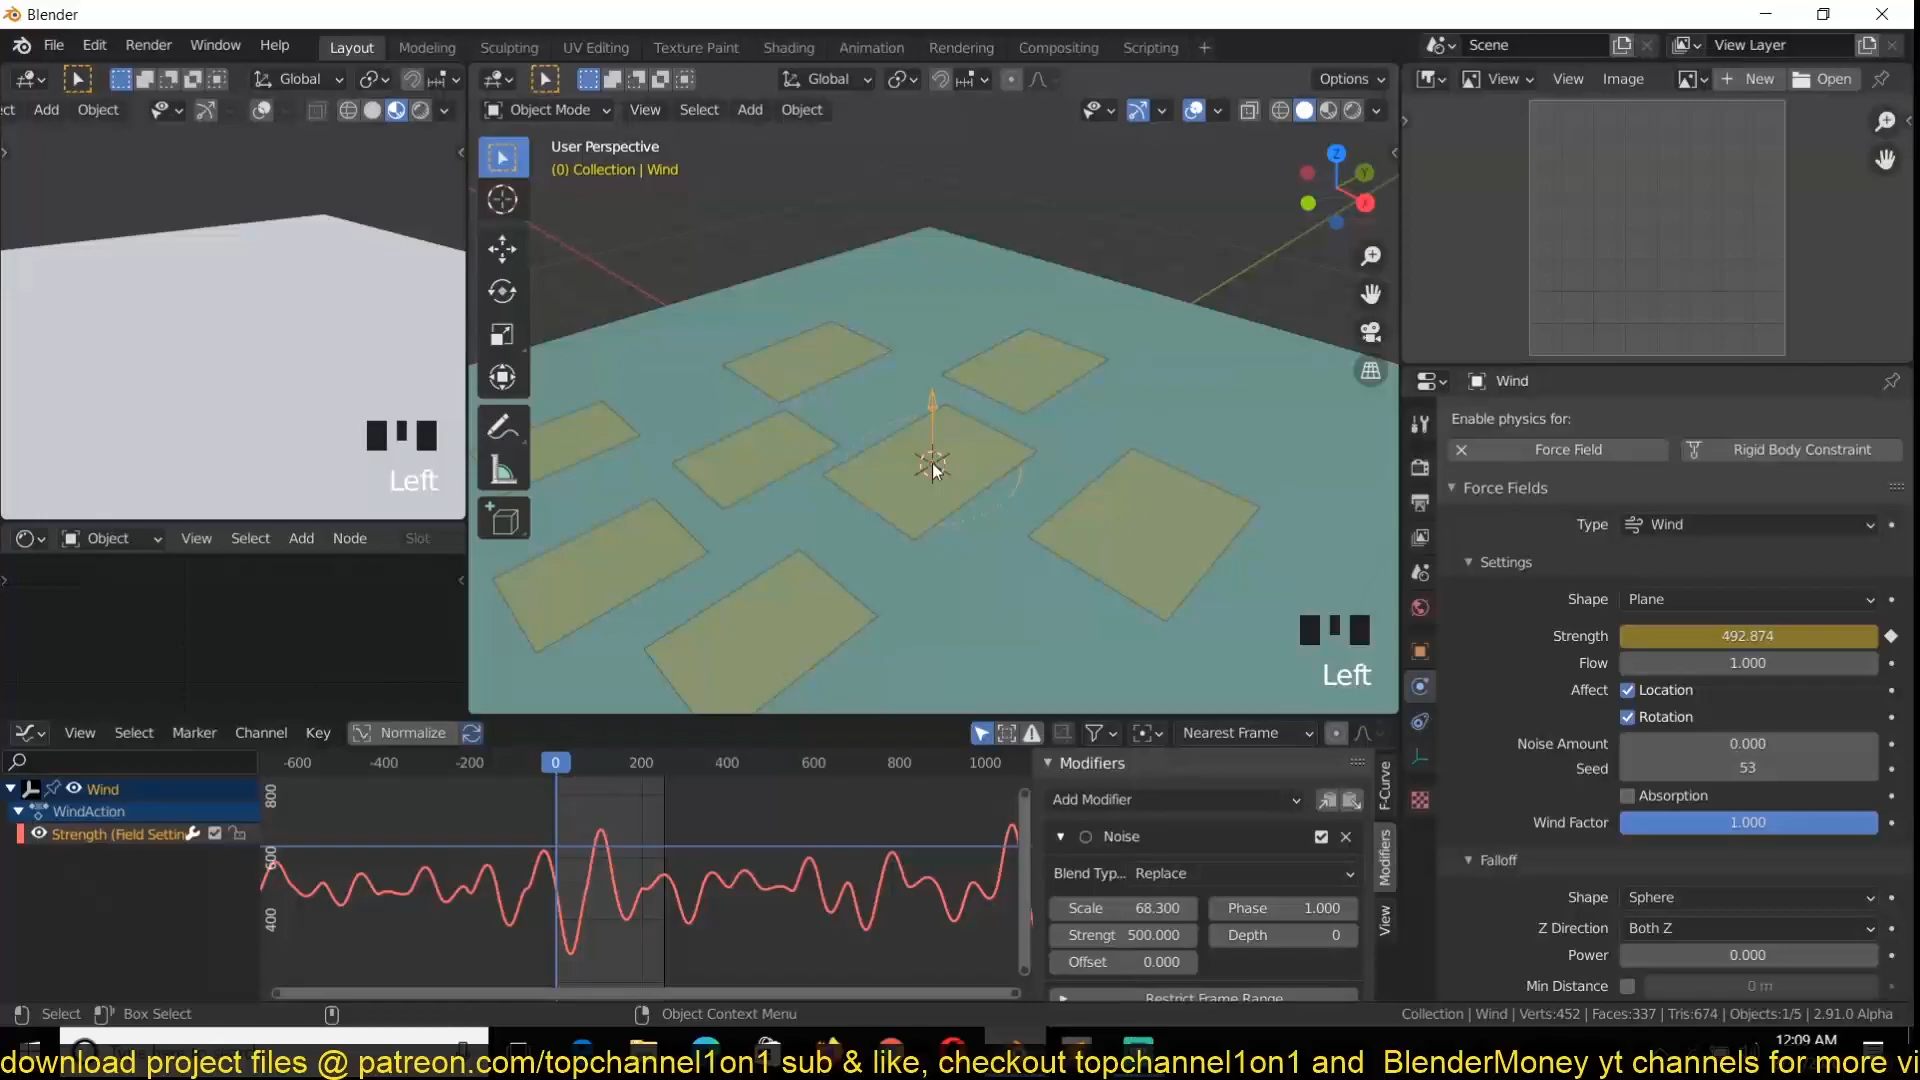 Blender
File Edit Render Window Help Layout Modeling Sculpting UV Editing Texture Paint Shading Animation Rendering Compositing Scripting Scene View Layer
Global Global Options View View Image New Open
ct Add Object Object Mode View Select Add Object
User Perspective
(0) Collection | Wind
Z
Y
X
Left
Left
Object View Select Add Node Slot
Wind
Enable physics for:
Force Field Rigid Body Constraint
Force Fields
Type Wind
Settings
Shape Plane
Strength 492.874
Flow 1.000
Affect Location
Rotation
Noise Amount 0.000
Seed 53
Absorption
Wind Factor 1.000
Falloff
Shape Sphere
Z Direction Both Z
Power 0.000
Min Distance 0 m
View Select Marker Channel Key Normalize Nearest Frame
-600 -400 -200 0 200 400 600 800 1000
Wind
WindAction
Strength (Field Settin
800
600
400
Modifiers
Add Modifier
Noise
Blend Typ... Replace
Scale 68.300 Phase 1.000
Strengt 500.000 Depth 0
Offset 0.000
Restrict Frame Range
F-Curve
Modifiers
View
Select Box Select Object Context Menu Collection | Wind | Verts:452 | Faces:337 | Tris:674 | Objects:1/5 | 2.91.0 Alpha
12:09 AM
download project files @ patreon.com/topchannel1on1 sub & like, checkout topchannel1on1 and BlenderMoney yt channels for more vi